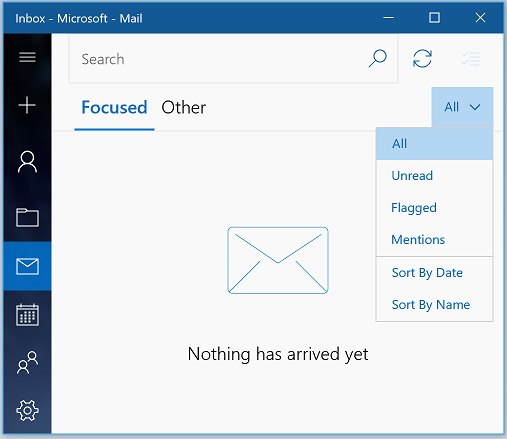 Inbox - Microsoft - Mail
Search
Focused Other All
All
Unread
Flagged
Mentions
Sort By Date
Sort By Name
Nothing has arrived yet